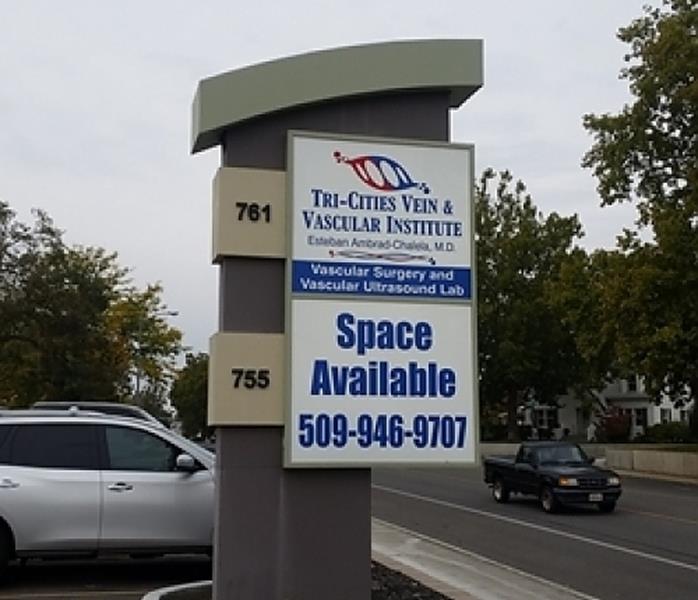 761
TRI-CITIES VEIN &
VASCULAR INSTITUTE
Esteban Ambrad-Chalela, M.D.
Vascular Surgery and
Vascular Ultrasound Lab
755
Space
Available
509-946-9707